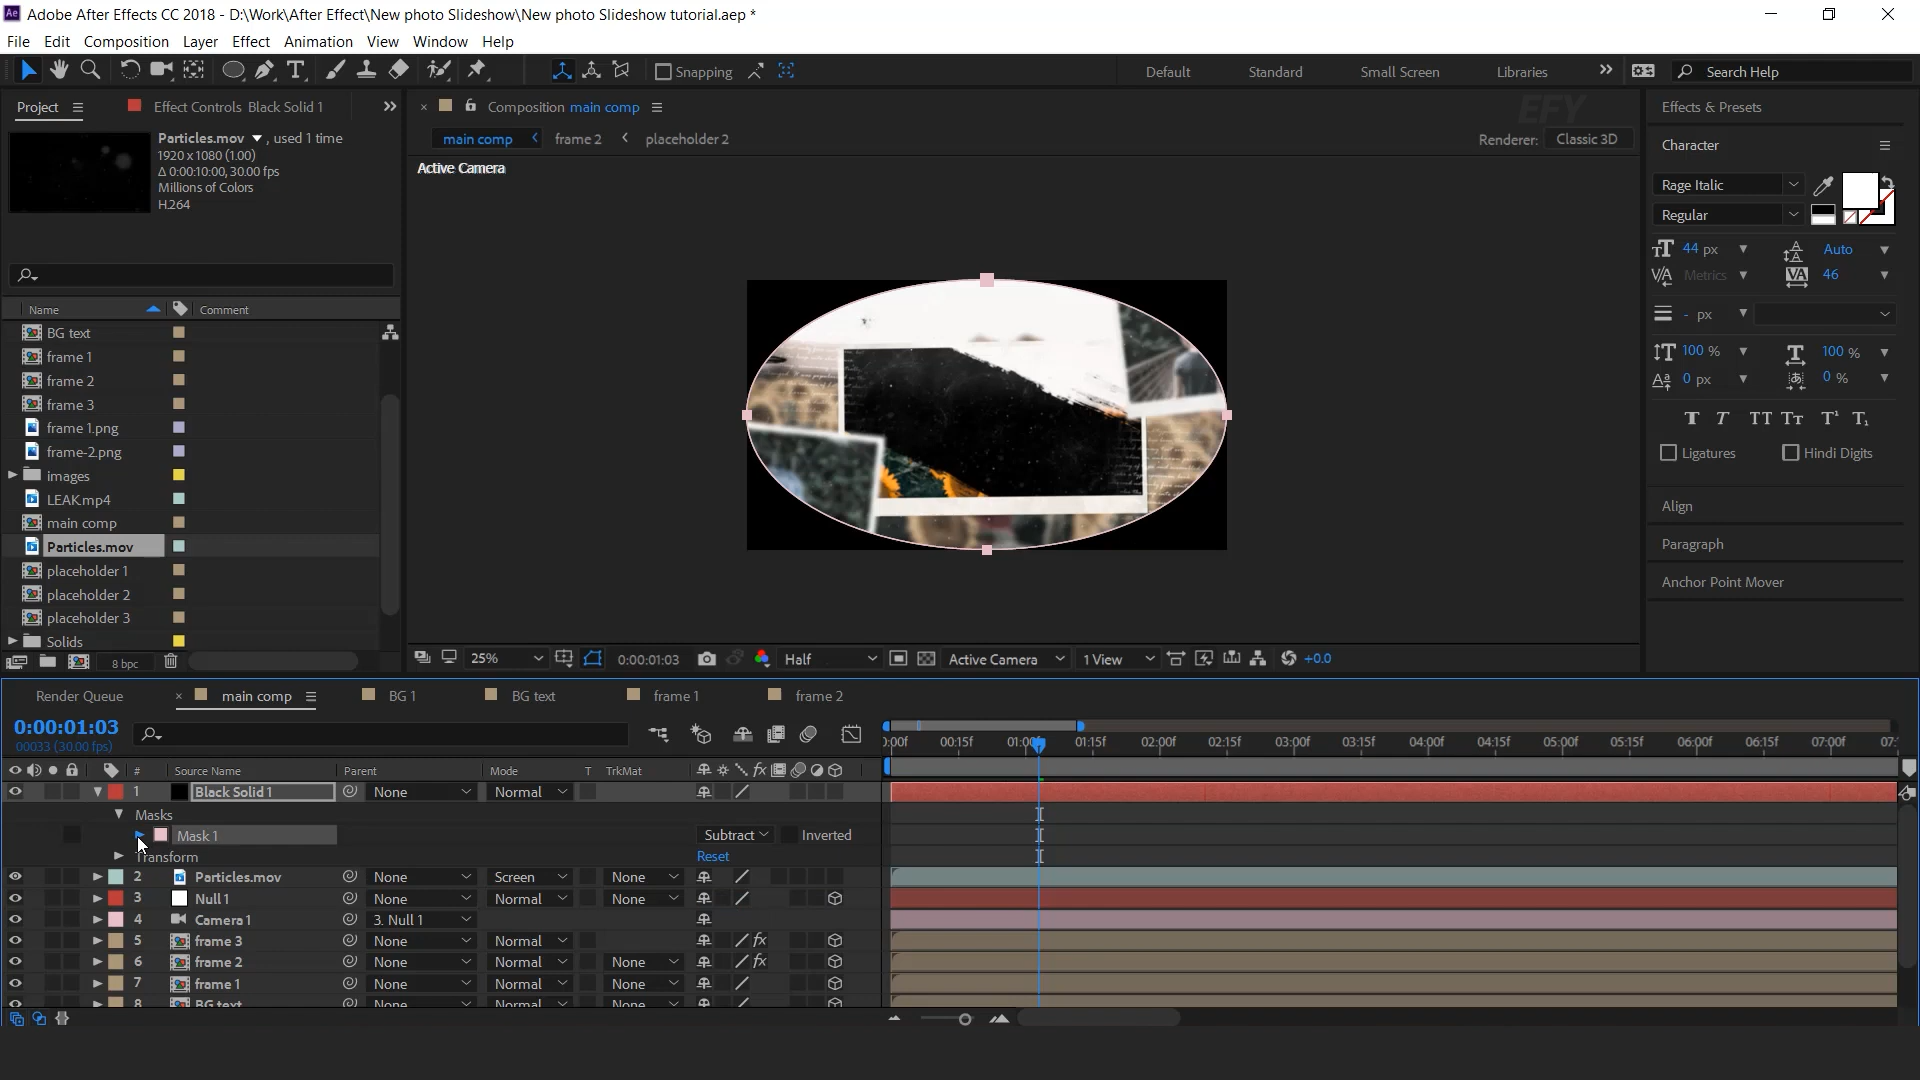 Adobe After Effects CC 2018 - D:\Work\After Effect\New photo Slideshow\New photo Slideshow tutorial.aep *
File Edit Composition Layer Effect Animation View Window Help
Snapping Default Standard Small Screen Libraries Search Help
Project Effect Controls Black Solid 1
Composition main comp
EFY
Effects & Presets
Particles.mov , used 1 time
1920 x 1080 (1.00)
Δ 0:00:10:00, 30.00 fps
Millions of Colors
H.264
main comp frame 2 placeholder 2
Renderer: Classic 3D
Active Camera
Character
Rage Italic
Regular
44 px Auto
Metrics 46
- px
100 % 100 %
0 px 0 %
Ligatures Hindi Digits
Align
Paragraph
Anchor Point Mover
Name Comment
BG text
frame 1
frame 2
frame 3
frame 1.png
frame-2.png
images
LEAK.mp4
main comp
Particles.mov
placeholder 1
placeholder 2
placeholder 3
Solids
8 bpc
25% 0:00:01:03 Half Active Camera 1 View +0.0
Render Queue main comp BG 1 BG text frame 1 frame 2
0:00:01:03
00033 (30.00 fps)
):00f 00:15f 01:00f 01:15f 02:00f 02:15f 03:00f 03:15f 04:00f 04:15f 05:00f 05:15f 06:00f 06:15f 07:00f 07:
# Source Name Parent Mode T TrkMat
1 Black Solid 1 None Normal
Masks
Mask 1 Subtract Inverted
Transform Reset
2 Particles.mov None Screen None
3 Null 1 None Normal None
4 Camera 1 3. Null 1
5 frame 3 None Normal
6 frame 2 None Normal None
7 frame 1 None Normal None
8 BG text None Normal None